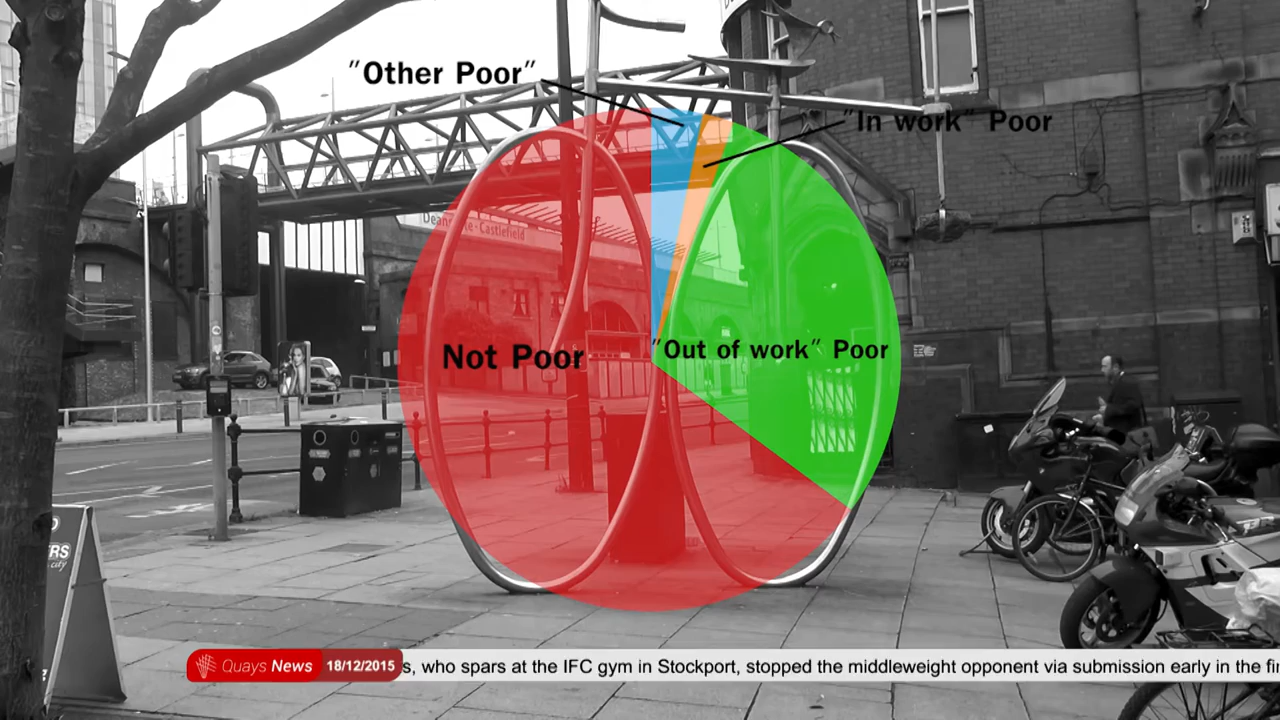 "Other Poor"
"In work" Poor
Deansgate-Castlefield
"Out of work" Poor
Not Poor
Quays News
18/12/2015
s, who spars at the IFC gym in Stockport, stopped the middleweight opponent via submission early in the fi